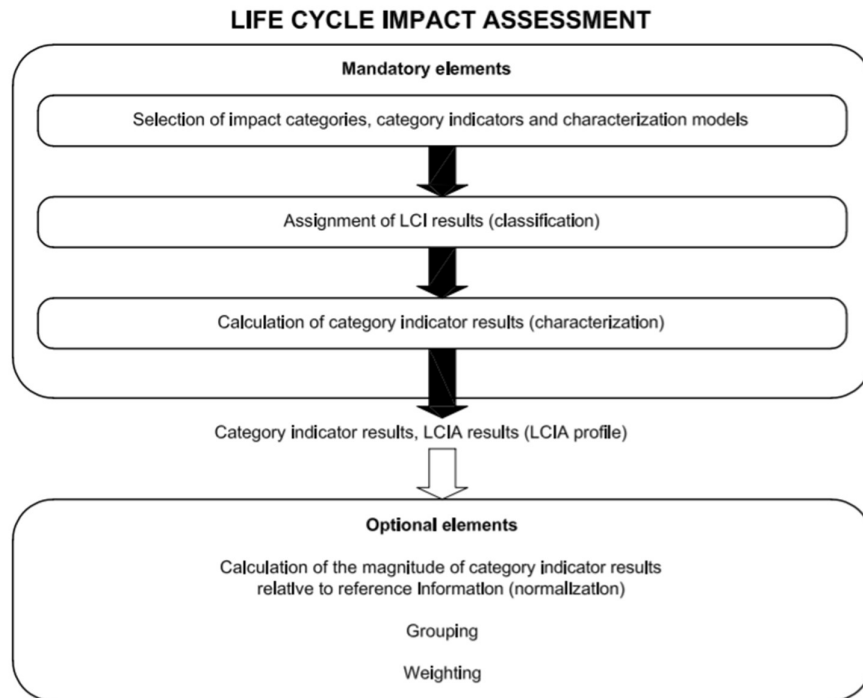 LIFE CYCLE IMPACT ASSESSMENT
Mandatory elements
Selection of impact categories, category indicators and characterization models
Assignment of LCI results (classification)
Calculation of category indicator results (characterization)
Category indicator results, LCIA results (LCIA profile)
Optional elements
Calculation of the magnitude of category indicator results
relative to reference Information (normalization)
Grouping
Weighting